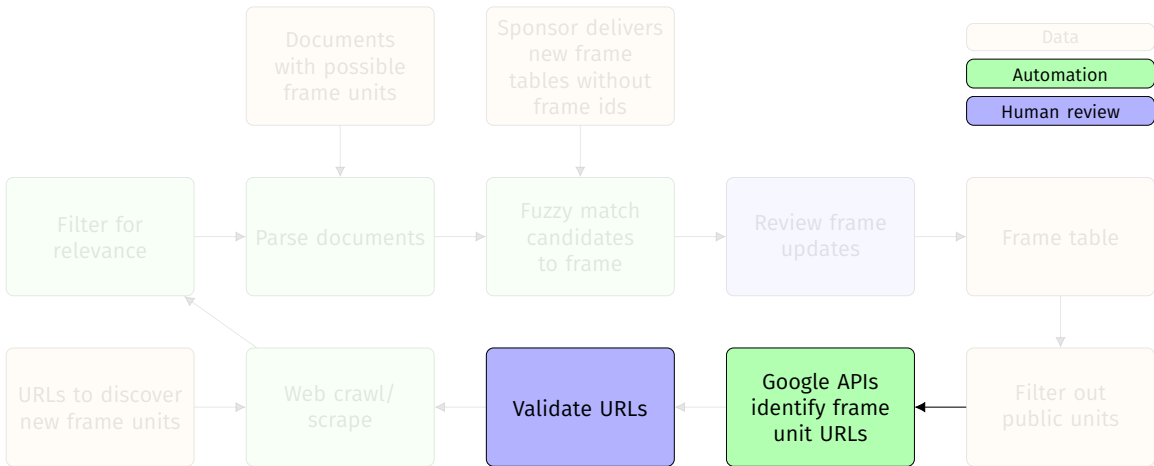 Documents
with possible
frame units
Sponsor delivers
new frame
tables without
frame ids
Data
Automation
Human review
Filter for
relevance
Parse documents
Fuzzy match
candidates
to frame
Review frame
updates
Frame table
URLs to discover
new frame units
Web crawl/
scrape
Validate URLs
Google APIs
identify frame
unit URLs
Filter out
public units